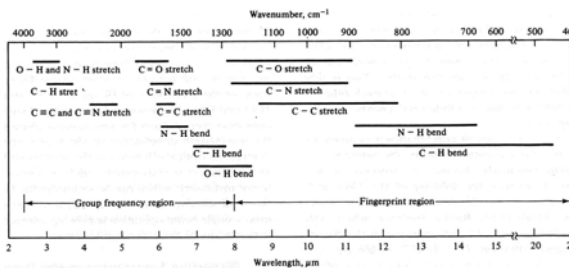 Wavenumber, cm⁻¹
4000 3000 2000 1500 1300 1100 1000 900 800 700 600 500
O – H and N – H stretch C = O stretch C – O stretch
C – H stret C = N stretch C – N stretch
C ≡ C and C ≡ N stretch C = C stretch C – C stretch
N – H bend N – H bend
C – H bend C – H bend
O – H bend
Group frequency region Fingerprint region
2 3 4 5 6 7 8 9 10 11 12 13 14 15 20
Wavelength, μm